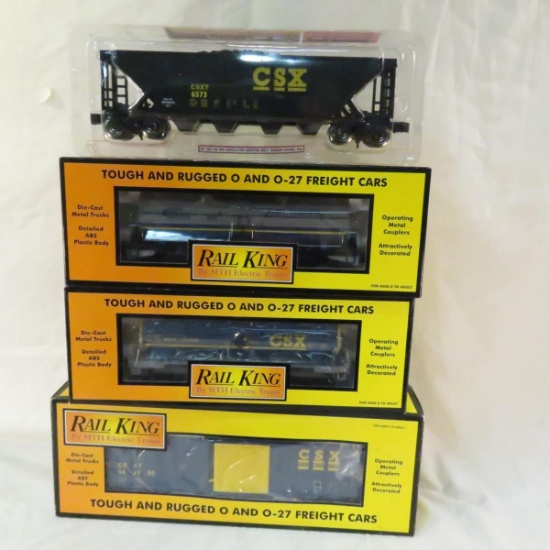 CSX
CSXT
6573
TOUGH AND RUGGED O AND O-27 FREIGHT CARS
Die-Cast
Metal Trucks
Detailed
ABS
Plastic Body
Operating
Metal
Couplers
Attractively
Decorated
RAIL KING
By MTH Electric Trains
TOUGH AND RUGGED O AND O-27 FREIGHT CARS
CSX
Die-Cast
Metal Trucks
Detailed
ABS
Plastic Body
Operating
Metal
Couplers
Attractively
Decorated
RAIL KING
By MTH Electric Trains
RAIL KING
By MTH Electric Trains
Die-Cast
Metal Trucks
Detailed
ABS
Plastic Body
CSX
Operating
Metal
Couplers
Attractively
Decorated
TOUGH AND RUGGED O AND O-27 FREIGHT CARS